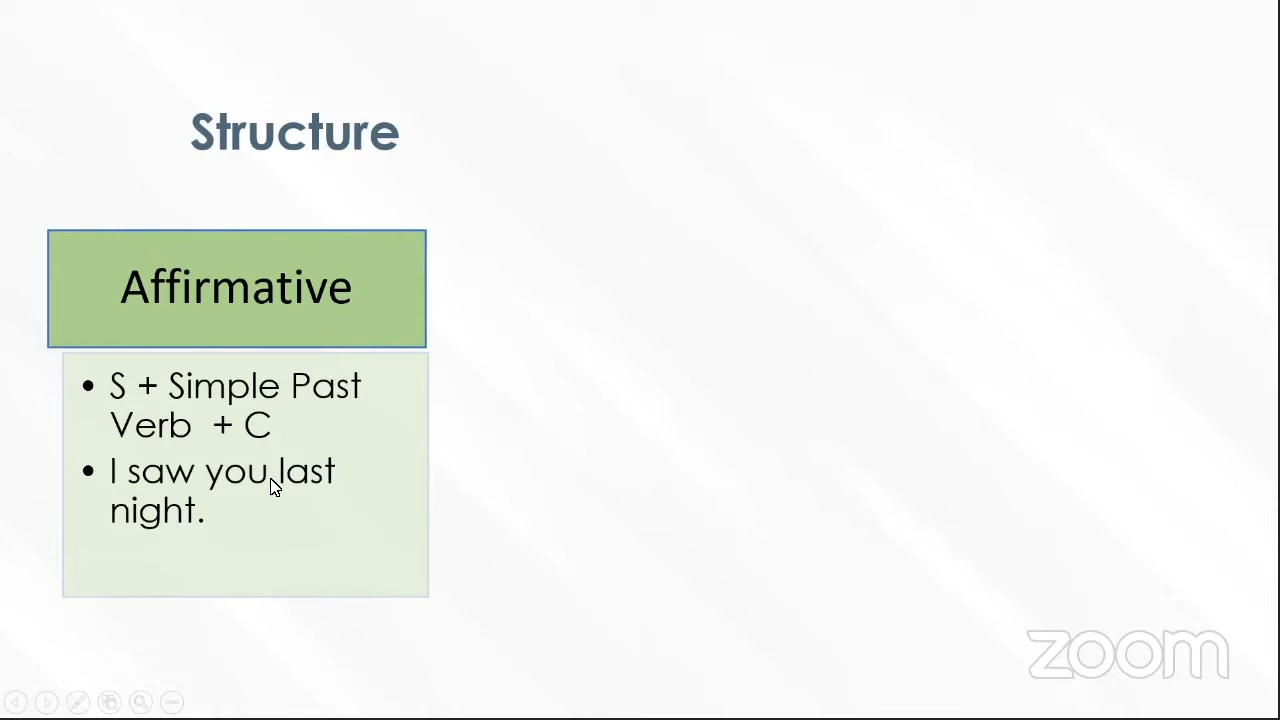 Structure
Affirmative
• S + Simple Past
Verb + C
• I saw you last
night.
zoom